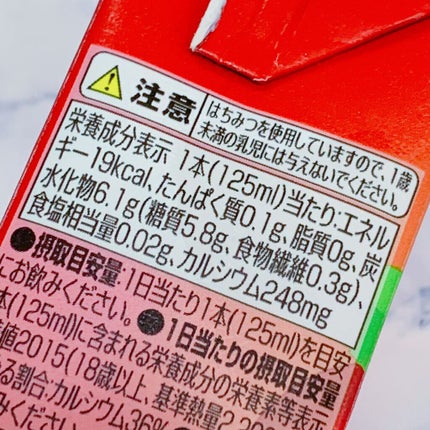 注意
はちみつを使用していますので、1歳
未満の乳児には与えないでください。
栄養成分表示 1本(125ml)当たり:エネル
ギー19kcal、たんぱく質0.1g、脂質0g、炭
水化物6.1g(糖質5.8g、食物繊維0.3g)、
食塩相当量0.02g、カルシウム248mg
●摂取目安量:1日当たり1本(125ml)を目安
にお飲みください。●1日当たりの摂取目安量
本(125ml)に含まれる栄養成分の栄養素等表示
準値2015(18歳以上、基準熱量2,200
る割合:カルシウム36%